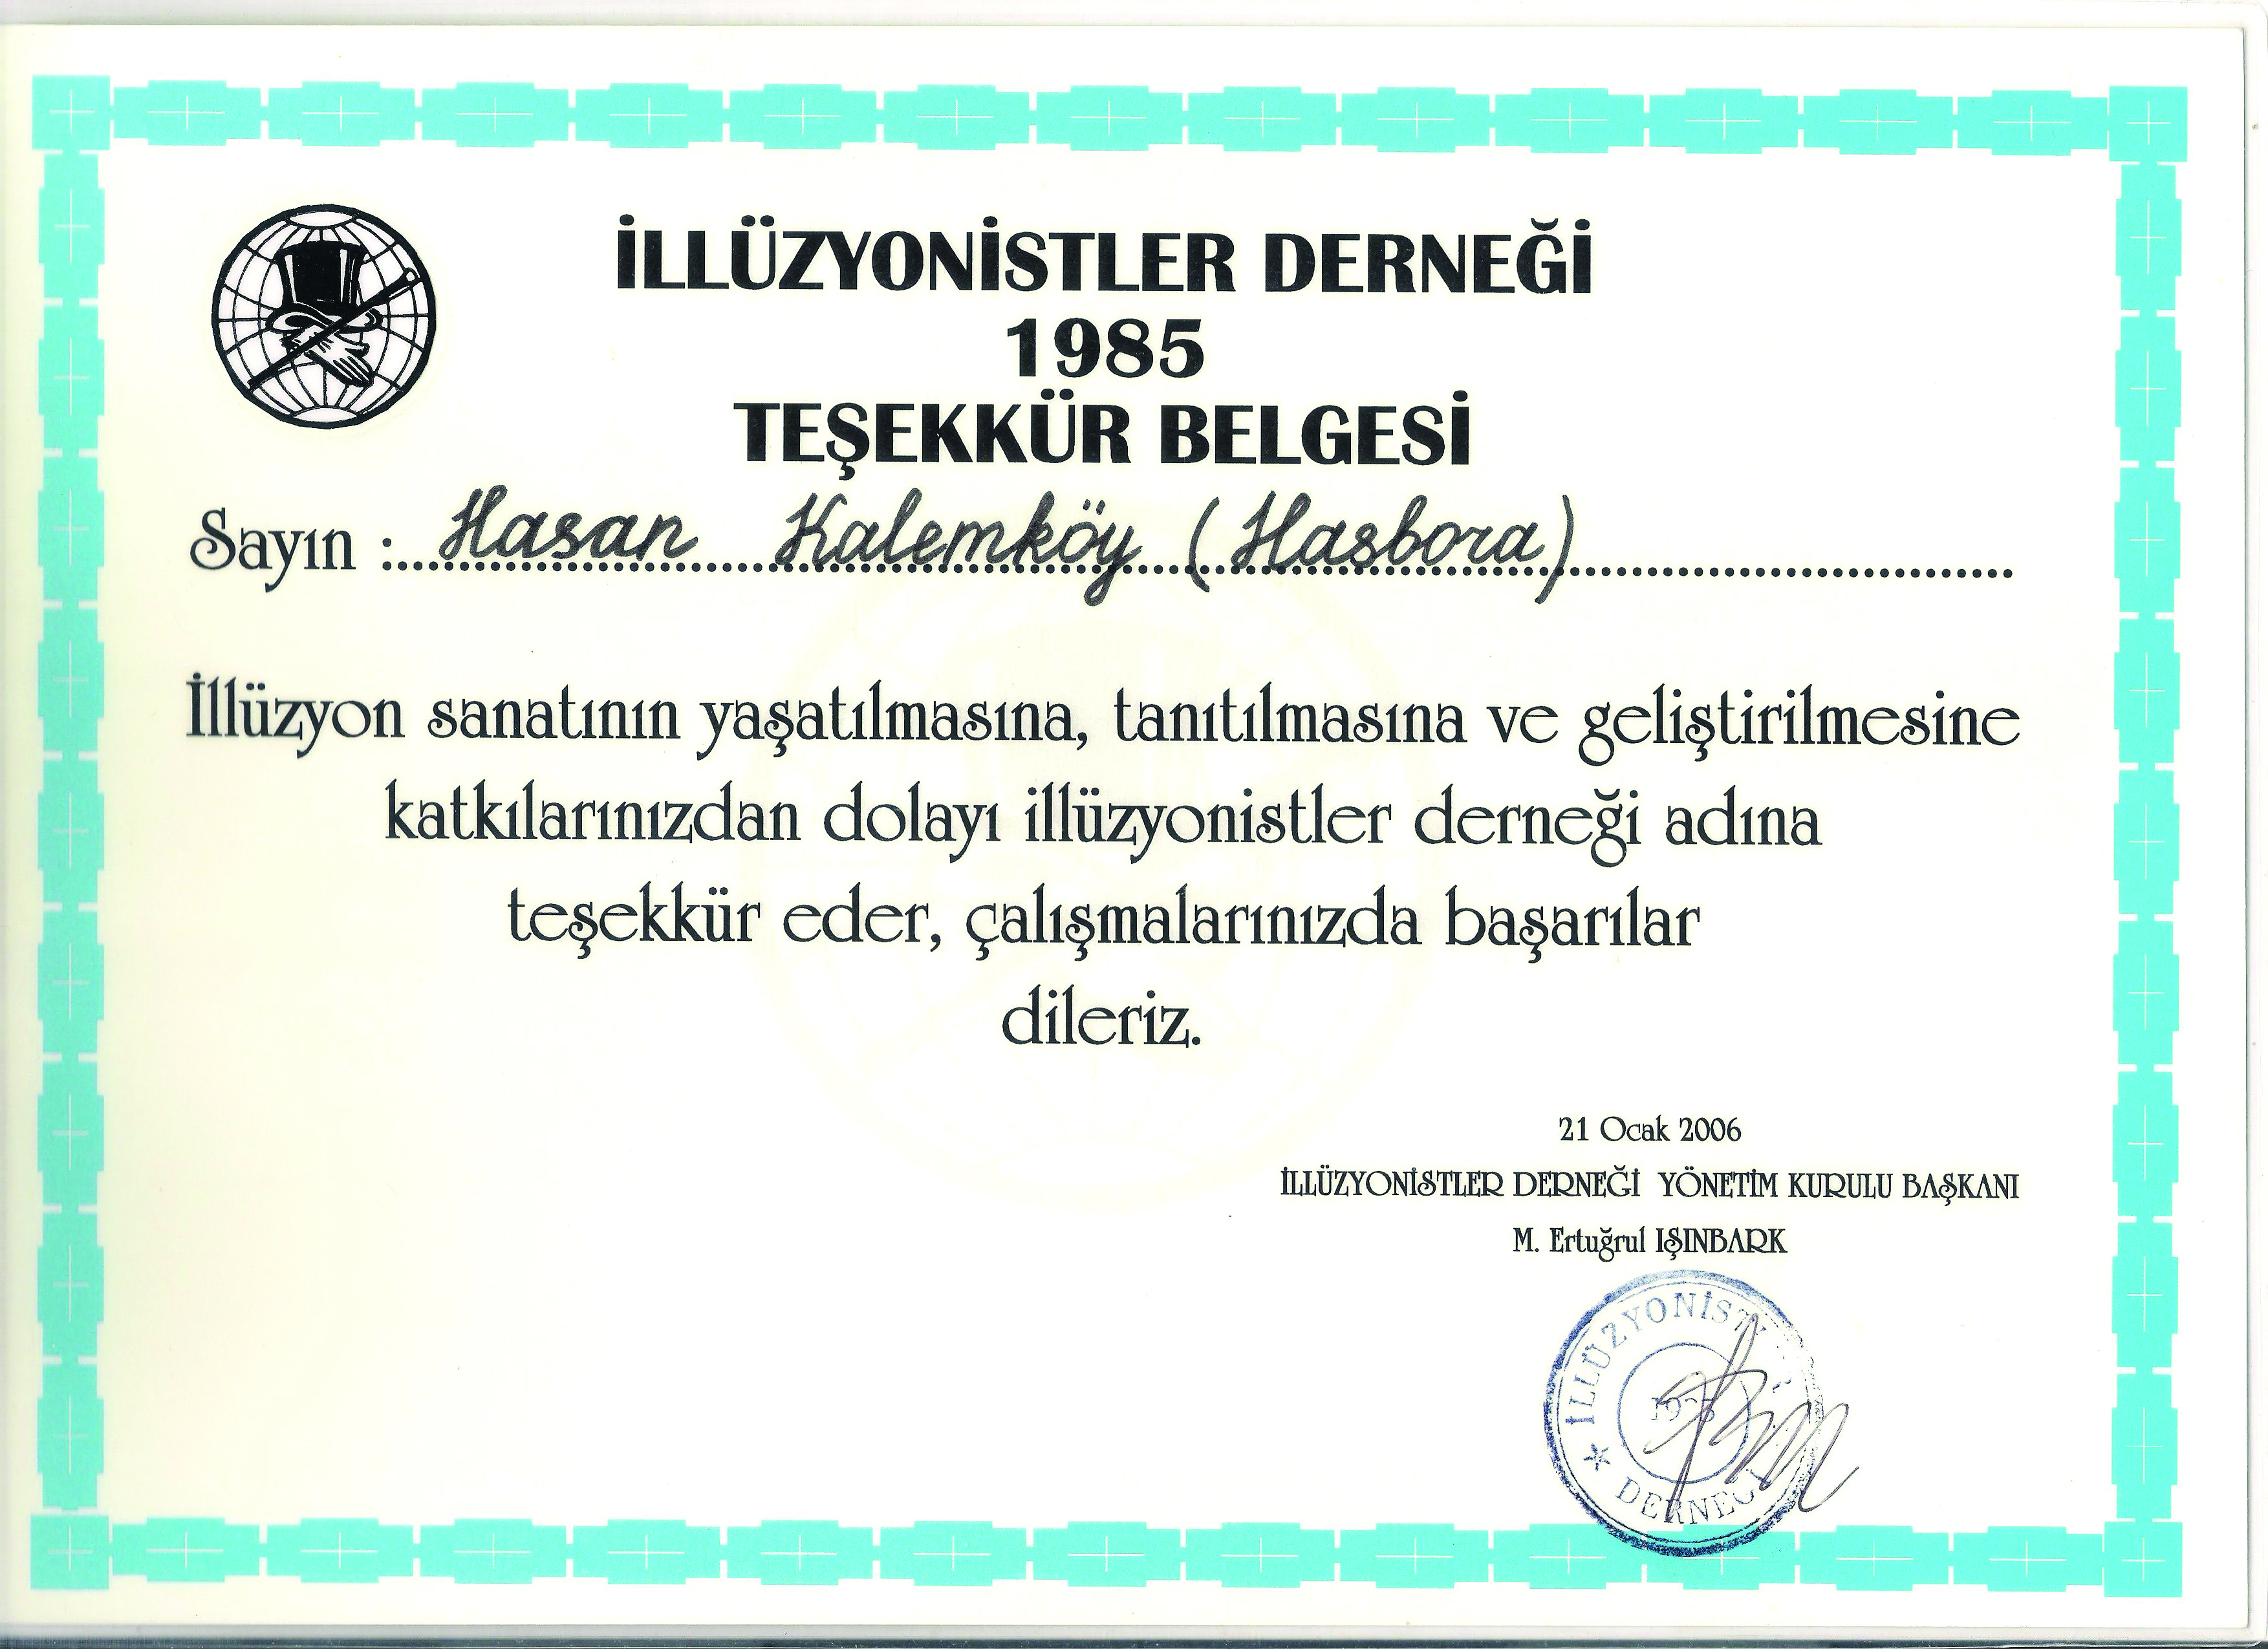 İLLÜZYONİSTLER DERNEĞİ
1985
TEŞEKKÜR BELGESİ
Sayın : Hasan Kalemköy (Hasbora)
İllüzyon sanatının yaşatılmasına, tanıtılmasına ve geliştirilmesine
katkılarınızdan dolayı illüzyonistler derneği adına
teşekkür eder, çalışmalarınızda başarılar
dileriz.
21 Ocak 2006
İLLÜZYONİSTLER DERNEĞİ YÖNETİM KURULU BAŞKANI
M. Ertuğrul IŞINBARK
DERNEĞİ